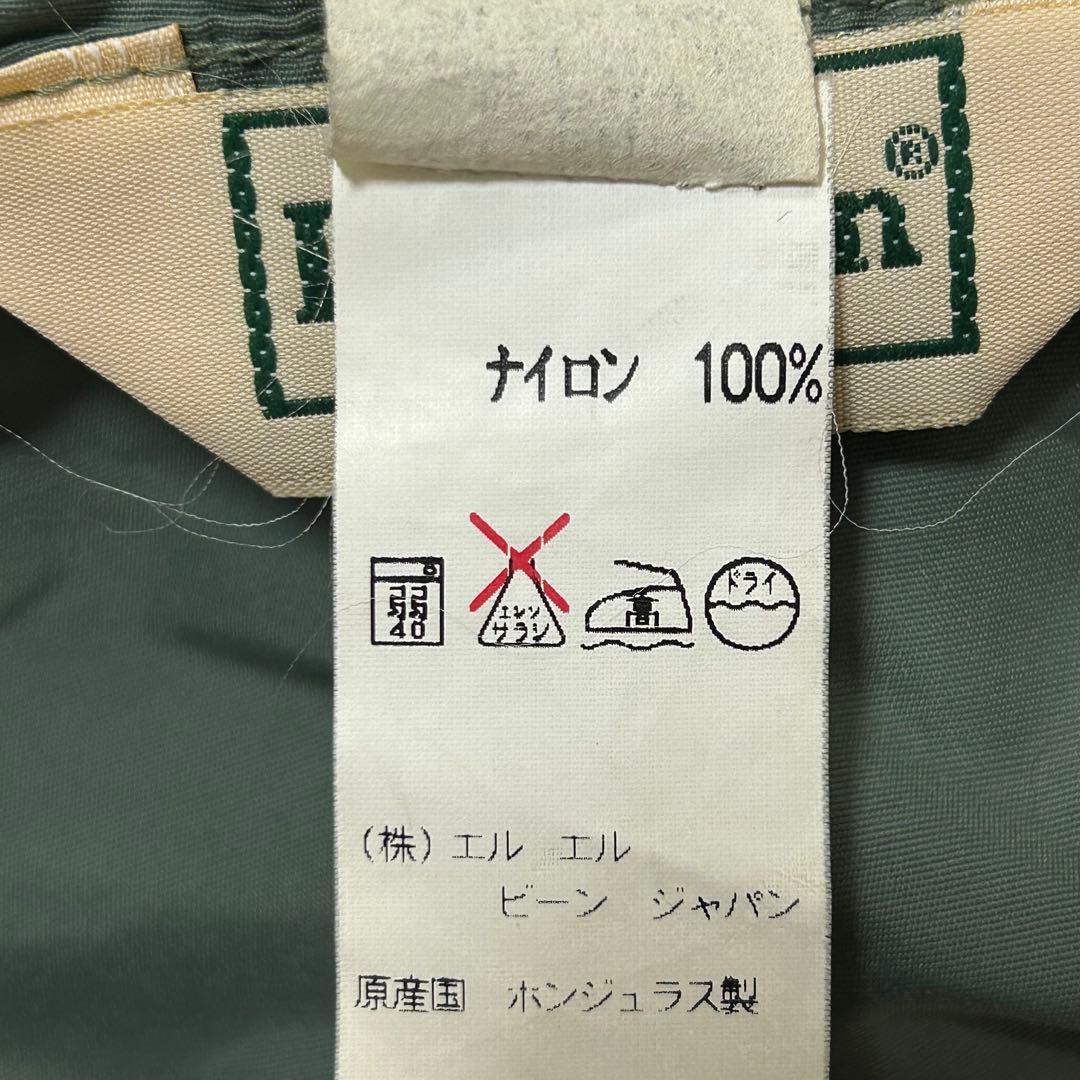 ®
n
ナイロン 100%
弱 40 エンソ サラシ 高 ドライ
(株)エル エル
ビーン ジャパン
原産国 ホンジュラス製